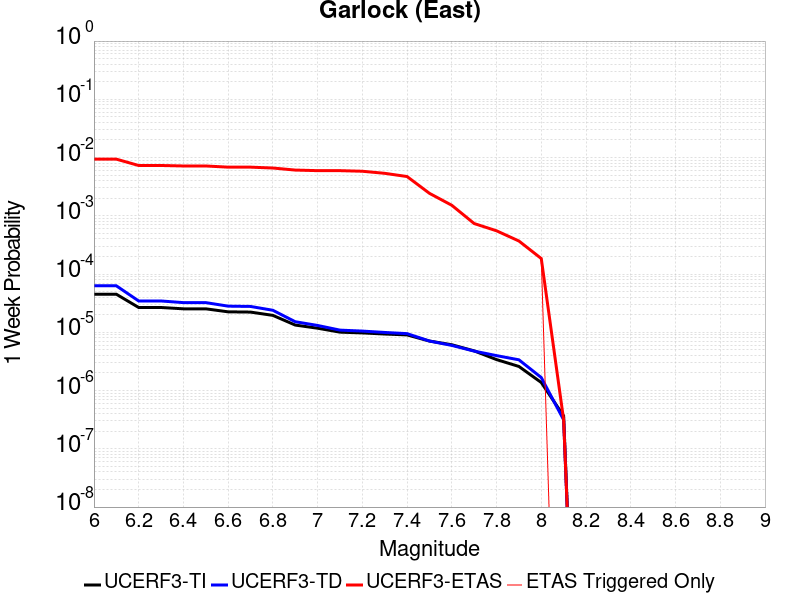 Garlock (East)
1 Week Probability
10^0
10^-1
10^-2
10^-3
10^-4
10^-5
10^-6
10^-7
10^-8
6 6.2 6.4 6.6 6.8 7 7.2 7.4 7.6 7.8 8 8.2 8.4 8.6 8.8 9
Magnitude
UCERF3-TI UCERF3-TD UCERF3-ETAS ETAS Triggered Only